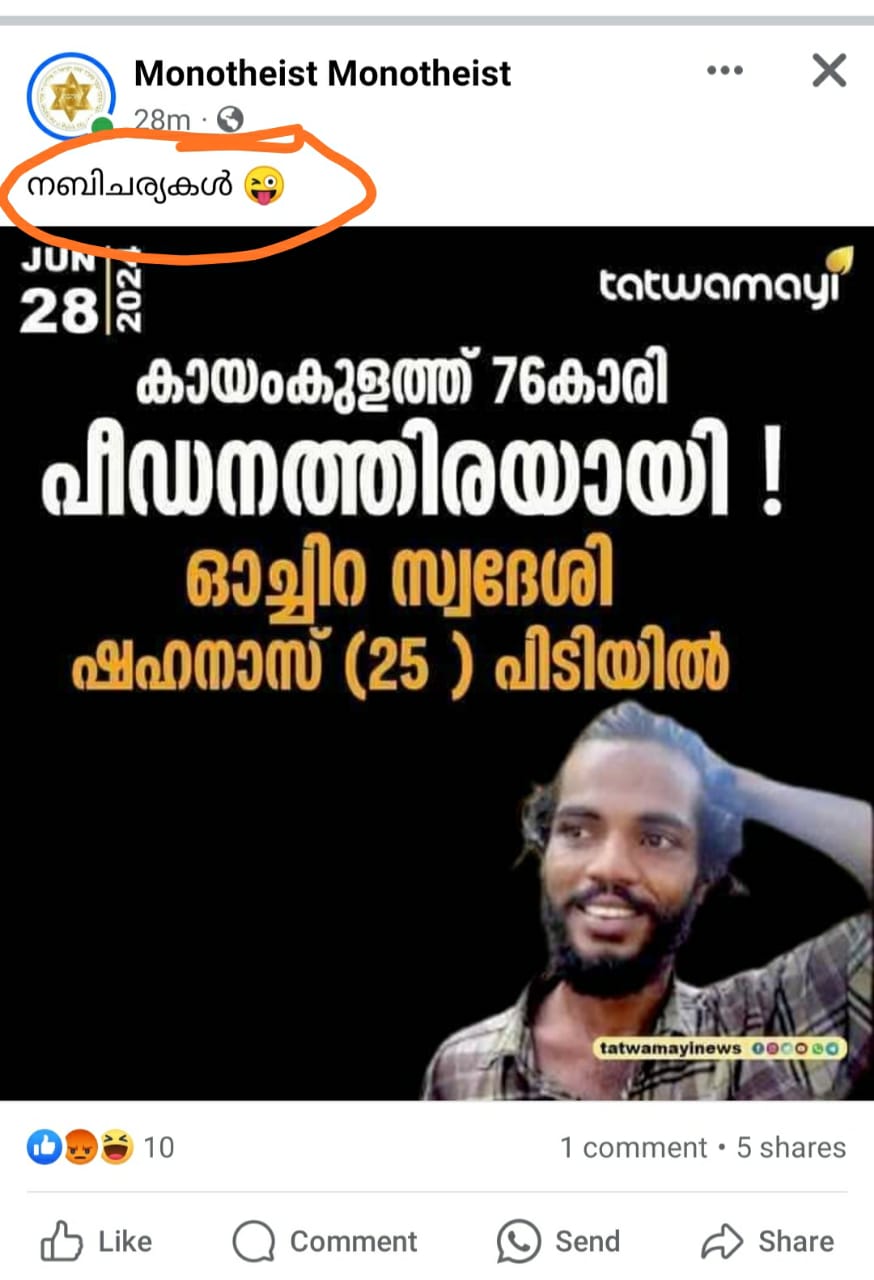 Monotheist Monotheist
28m
നബിചര്യകൾ 😜
JUN 28 2024
tatwamayi
കായംകുളത്ത് 76കാരി
പീഡനത്തിരയായി !
ഓച്ചിറ സ്വദേശി
ഷഹനാസ് (25 ) പിടിയിൽ
tatwamayinews
10
1 comment • 5 shares
Like Comment Send Share